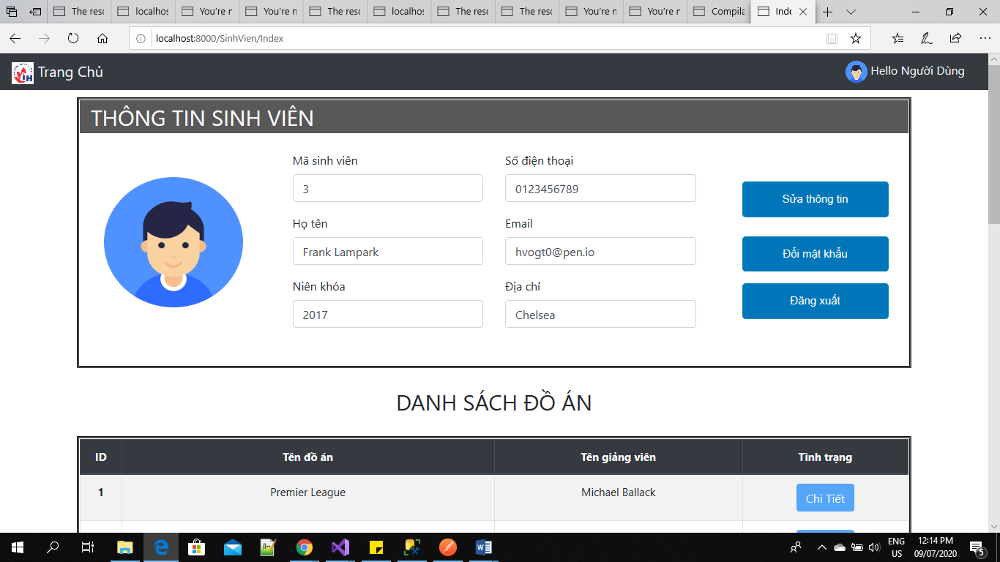 The reso
localhos
You're n
You're n
The reso
localhos
The reso
The reso
You're n
You're n
Compila
Inde
localhost:8000/SinhVien/Index
Trang Chủ
Hello Người Dùng
THÔNG TIN SINH VIÊN
Mã sinh viên
Số điện thoại
3
0123456789
Sửa thông tin
Họ tên
Email
Frank Lampark
hvogt0@pen.io
Đổi mật khẩu
Niên khóa
Địa chỉ
2017
Chelsea
Đăng xuất
DANH SÁCH ĐỒ ÁN
ID Tên đồ án Tên giảng viên Tình trạng
1 Premier League Michael Ballack Chi Tiết
ENG 12:14 PM
US 09/07/2020
5